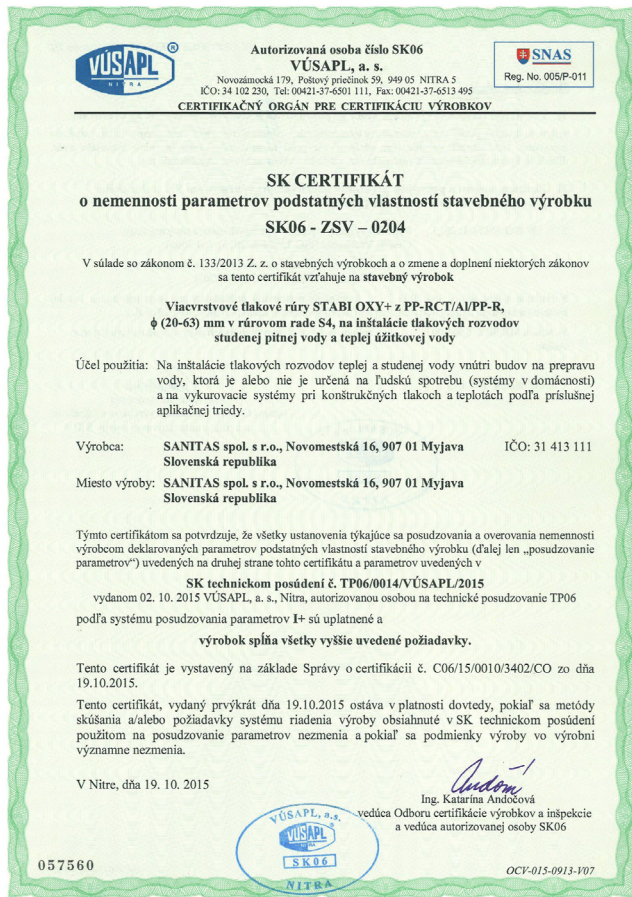 VÚSAPL
NITRA
®
Autorizovaná osoba číslo SK06
VÚSAPL, a. s.
Novozámocká 179, Poštový priečinok 59, 949 05 NITRA 5
IČO: 34 102 230, Tel: 00421-37-6501 111, Fax: 00421-37-6513 495
CERTIFIKAČNÝ ORGÁN PRE CERTIFIKÁCIU VÝROBKOV
SNAS
Reg. No. 005/P-011
SK CERTIFIKÁT
o nemennosti parametrov podstatných vlastností stavebného výrobku
SK06 - ZSV – 0204
V súlade so zákonom č. 133/2013 Z. z. o stavebných výrobkoch a o zmene a doplnení niektorých zákonov
sa tento certifikát vzťahuje na stavebný výrobok
Viacvrstvové tlakové rúry STABI OXY+ z PP-RCT/Al/PP-R,
ϕ (20-63) mm v rúrovom rade S4, na inštalácie tlakových rozvodov
studenej pitnej vody a teplej úžitkovej vody
Účel použitia: Na inštalácie tlakových rozvodov teplej a studenej vody vnútri budov na prepravu
vody, ktorá je alebo nie je určená na ľudskú spotrebu (systémy v domácnosti)
a na vykurovacie systémy pri konštrukčných tlakoch a teplotách podľa príslušnej
aplikačnej triedy.
Výrobca: SANITAS spol. s r.o., Novomestská 16, 907 01 Myjava IČO: 31 413 111
Slovenská republika
Miesto výroby: SANITAS spol. s r.o., Novomestská 16, 907 01 Myjava
Slovenská republika
Týmto certifikátom sa potvrdzuje, že všetky ustanovenia týkajúce sa posudzovania a overovania nemennosti
výrobcom deklarovaných parametrov podstatných vlastností stavebného výrobku (ďalej len „posudzovanie
parametrov“) uvedených na druhej strane tohto certifikátu a parametrov uvedených v
SK technickom posúdení č. TP06/0014/VÚSAPL/2015
vydanom 02. 10. 2015 VÚSAPL, a. s., Nitra, autorizovanou osobou na technické posudzovanie TP06
podľa systému posudzovania parametrov I+ sú uplatnené a
výrobok spĺňa všetky vyššie uvedené požiadavky.
Tento certifikát je vystavený na základe Správy o certifikácii č. C06/15/0010/3402/CO zo dňa
19.10.2015.
Tento certifikát, vydaný prvýkrát dňa 19.10.2015 ostáva v platnosti dovtedy, pokiaľ sa metódy
skúšania a/alebo požiadavky systému riadenia výroby obsiahnuté v SK technickom posúdení
použitom na posudzovanie parametrov nezmenia a pokiaľ sa podmienky výroby vo výrobni
významne nezmenia.
V Nitre, dňa 19. 10. 2015
Ing. Katarína Andočová
vedúca Odboru certifikácie výrobkov a inšpekcie
a vedúca autorizovanej osoby SK06
VÚSAPL, a.s.
VÚSAPL
SK06
NITRA
057560
OCV-015-0913-V07